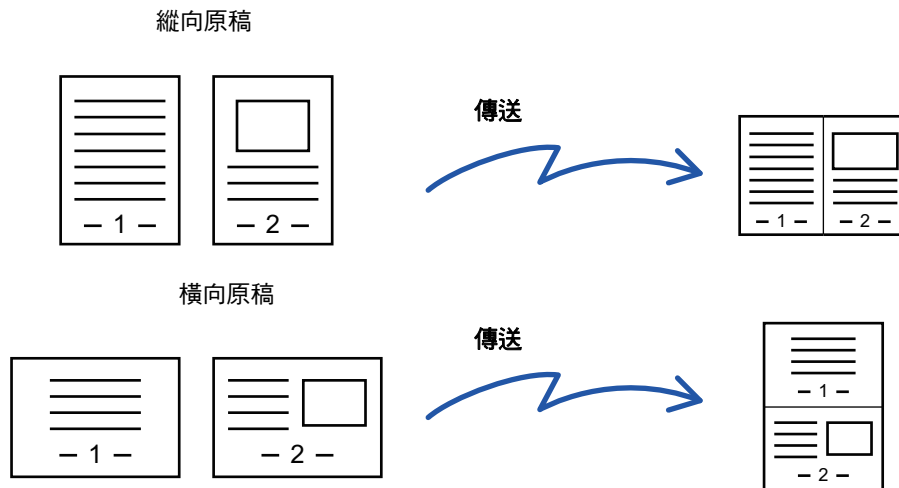 縱向原稿
傳送
– 1 –
– 2 –
– 1 –
– 2 –
橫向原稿
傳送
– 1 –
– 2 –
– 1 –
– 2 –